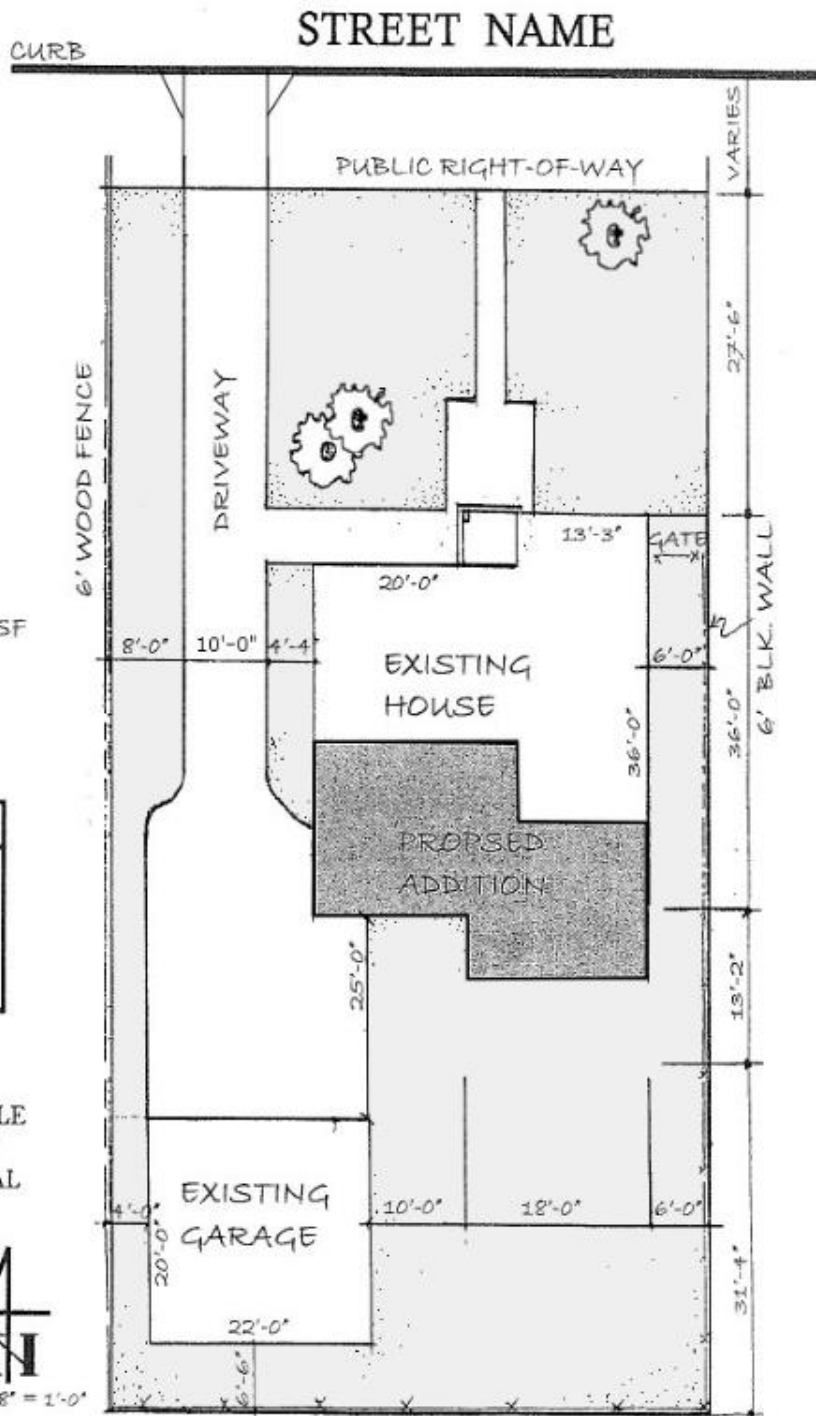 STREET NAME
CURB
VARIES
PUBLIC RIGHT-OF-WAY
27'-6"
6' WOOD FENCE
DRIVEWAY
13'-3"
GATE
20'-0"
6' BLK. WALL
SF
8'-0"
10'-0"
4'-4"
EXISTING
HOUSE
6'-0"
36'-0"
36'-0"
PROPSED
ADDITION
25'-0"
13'-2"
LE
AL
EXISTING
GARAGE
4'-0"
20'-0"
10'-0"
18'-0"
6'-0"
31'-4"
22'-0"
6'-6"
8" = 1'-0"